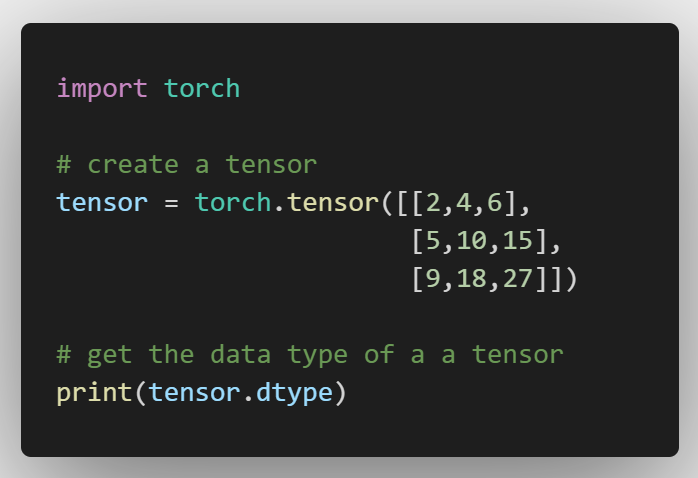 import torch
# create a tensor
tensor = torch.tensor([[2,4,6],
[5,10,15],
[9,18,27]])
# get the data type of a a tensor
print(tensor.dtype)